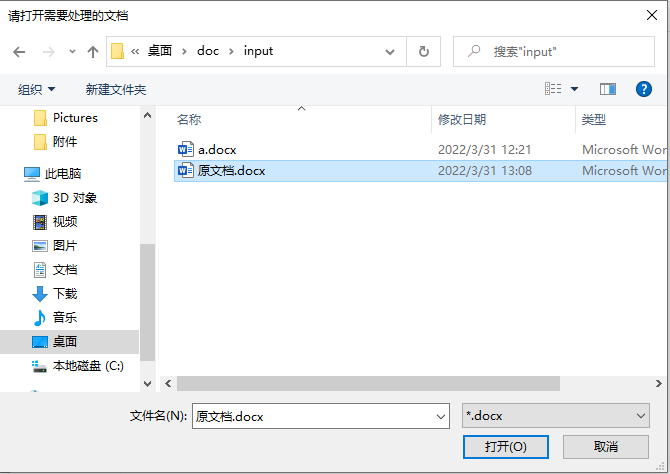 请打开需要处理的文档
« 桌面 › doc › input
搜索"input"
组织
新建文件夹
Pictures
附件
此电脑
3D 对象
视频
图片
文档
下载
音乐
桌面
本地磁盘 (C:)
名称 修改日期 类型
a.docx 2022/3/31 12:21 Microsoft Wor
原文档.docx 2022/3/31 13:08 Microsoft Wor
文件名(N): 原文档.docx *.docx
打开(O) 取消